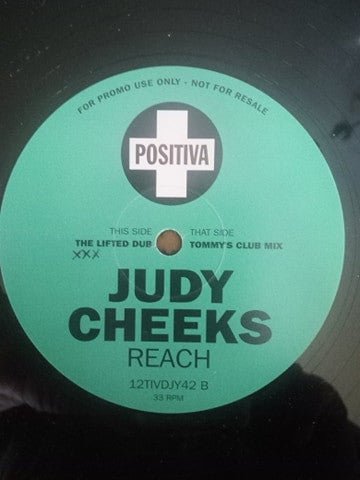 FOR PROMO USE ONLY - NOT FOR RESALE
POSITIVA
THIS SIDE THAT SIDE
THE LIFTED DUB TOMMY'S CLUB MIX
XXX
JUDY
CHEEKS
REACH
12TIVDJY42 B
33 RPM